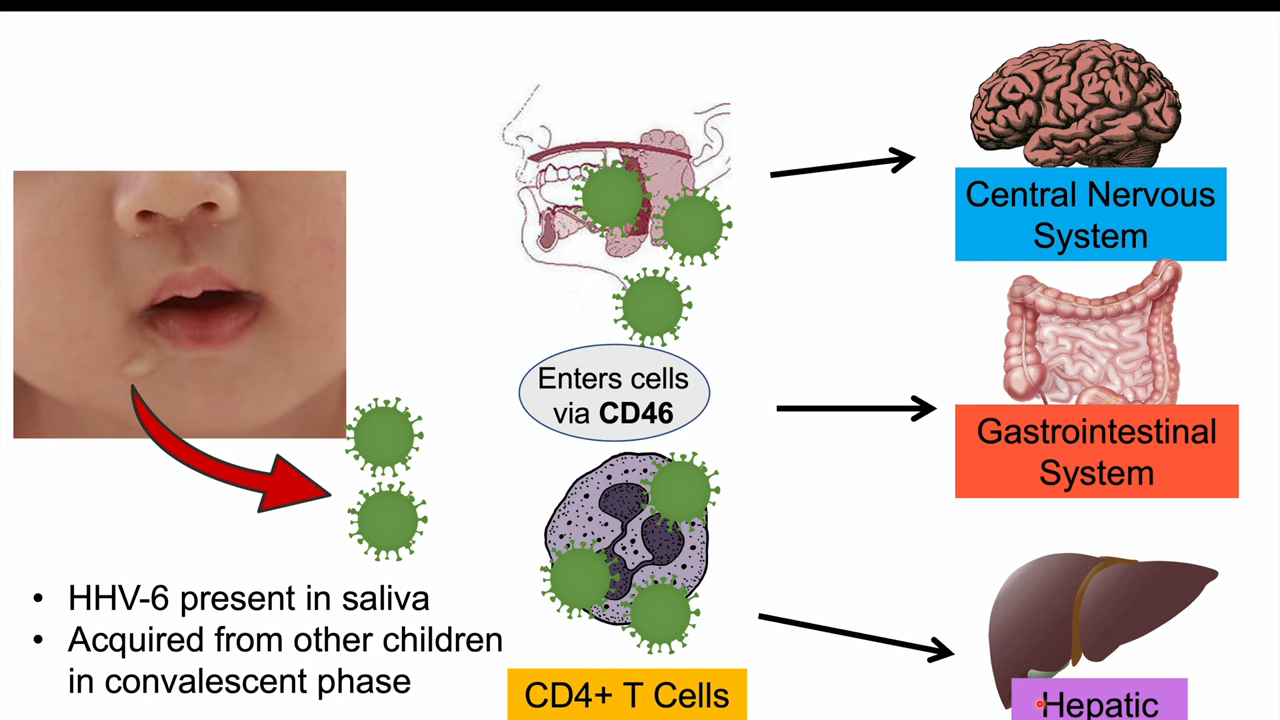 • HHV-6 present in saliva
• Acquired from other children
in convalescent phase
Enters cells
via CD46
CD4+ T Cells
Central Nervous
System
Gastrointestinal
System
Hepatic